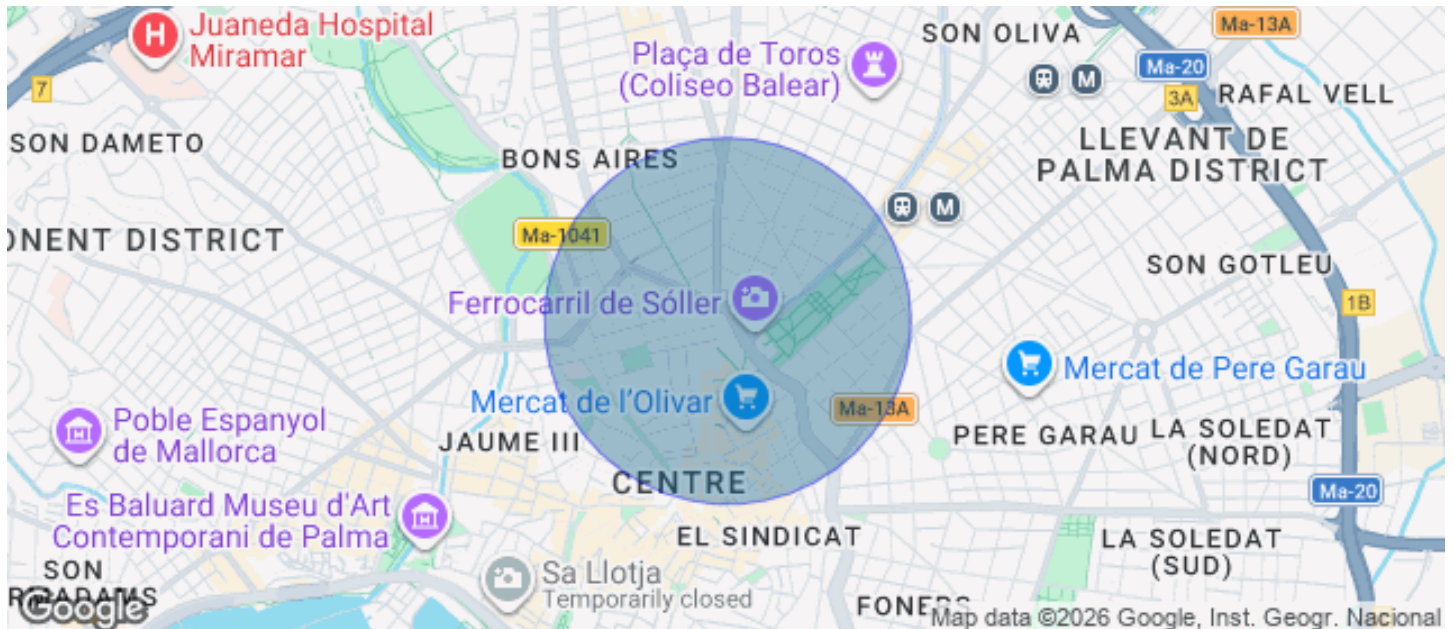 Juaneda Hospital
Miramar
Plaça de Toros
(Coliseo Balear)
SON OLIVA
Ma-13A
Ma-20
7
3A
RAFAL VELL
SON DAMETO
BONS AIRES
LLEVANT DE
PALMA DISTRICT
M
M
Ma-1041
ONENT DISTRICT
SON GOTLEU
Ferrocarril de Sóller
1B
Mercat de Pere Garau
Mercat de l'Olivar
Ma-13A
Poble Espanyol
de Mallorca
JAUME III
PERE GARAU
LA SOLEDAT
(NORD)
CENTRE
Ma-20
Es Baluard Museu d'Art
Contemporani de Palma
EL SINDICAT
LA SOLEDAT
(SUD)
SON
ARMADAMS
Sa Llotja
Temporarily closed
FONERS
Google
Map data ©2026 Google, Inst. Geogr. Nacional
H